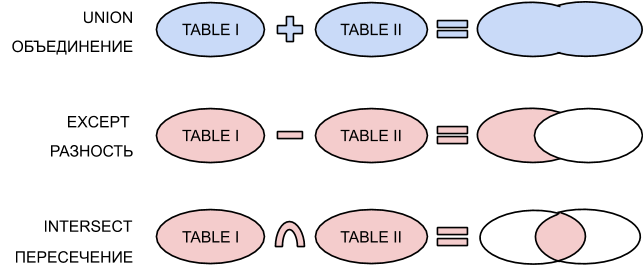 UNION
ОБЪЕДИНЕНИЕ
TABLE I
TABLE II
EXCEPT
РАЗНОСТЬ
TABLE I
TABLE II
INTERSECT
ПЕРЕСЕЧЕНИЕ
TABLE I
TABLE II